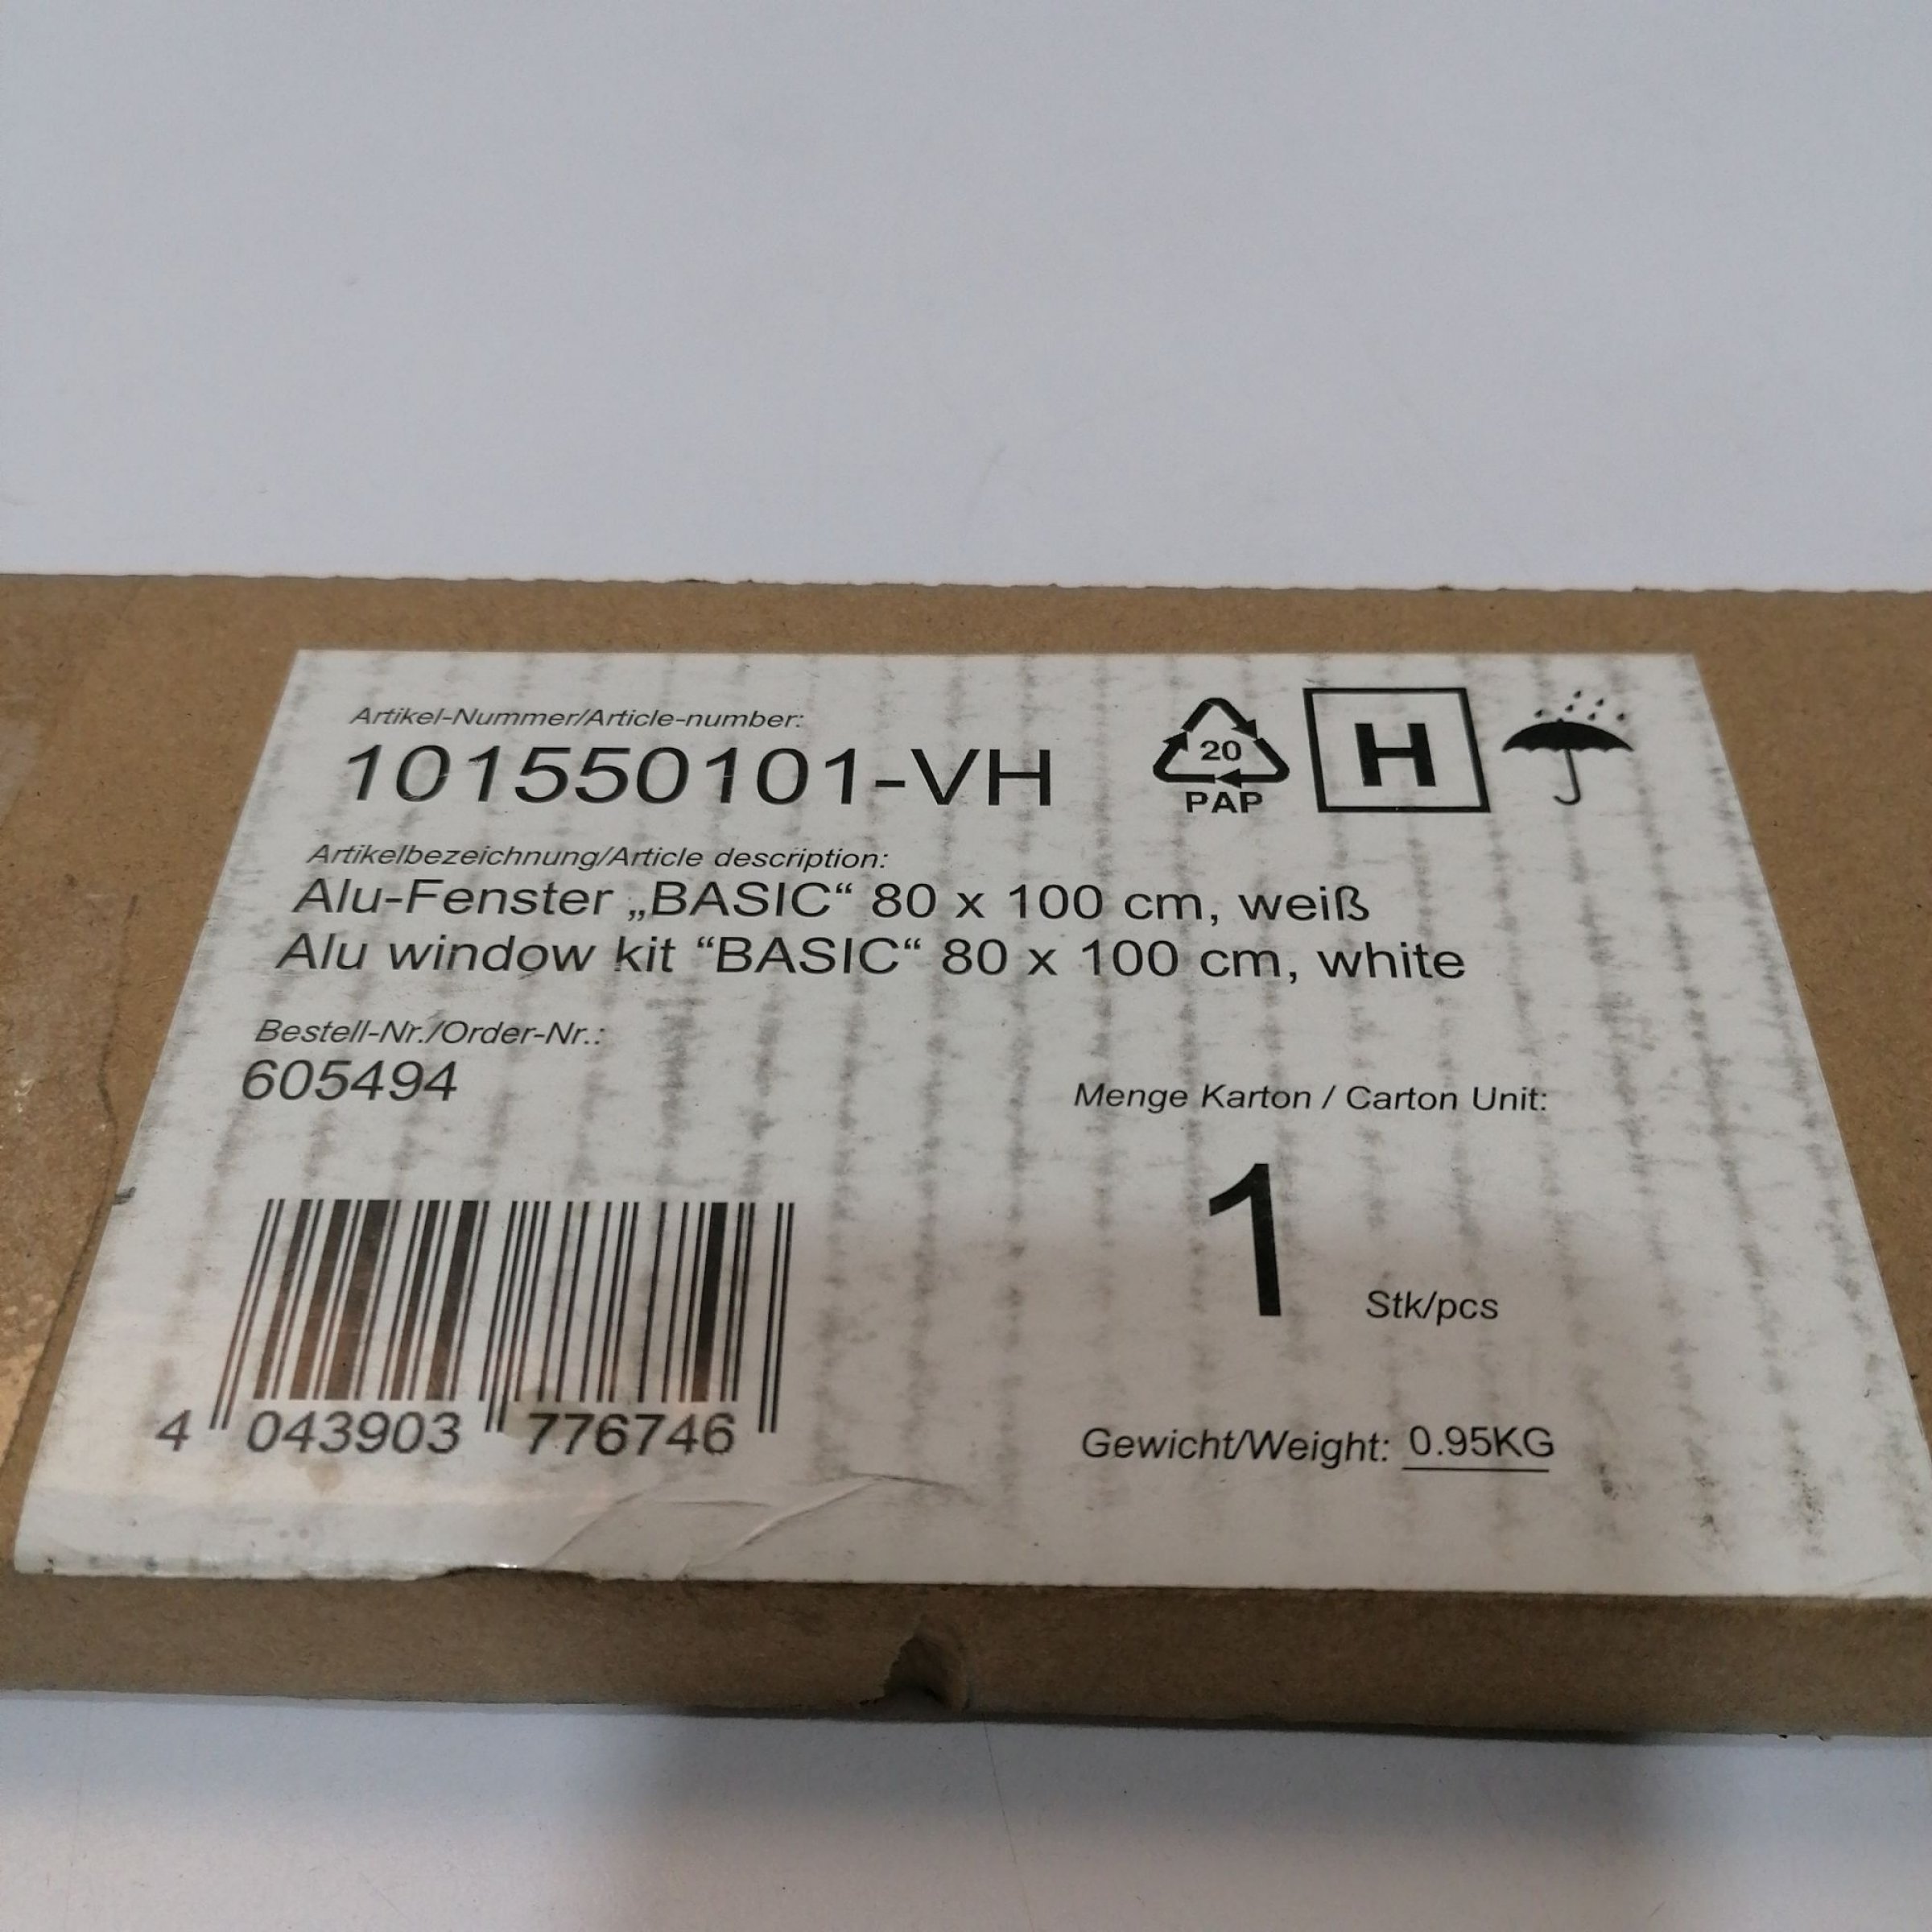 Artikel-Nummer/Article-number:
101550101-VH
20
PAP
H
Artikelbezeichnung/Article description:
Alu-Fenster „BASIC“ 80 x 100 cm, weiß
Alu window kit “BASIC“ 80 x 100 cm, white
Bestell-Nr./Order-Nr.:
605494
Menge Karton / Carton Unit:
1 Stk/pcs
4 043903 776746
Gewicht/Weight: 0.95KG